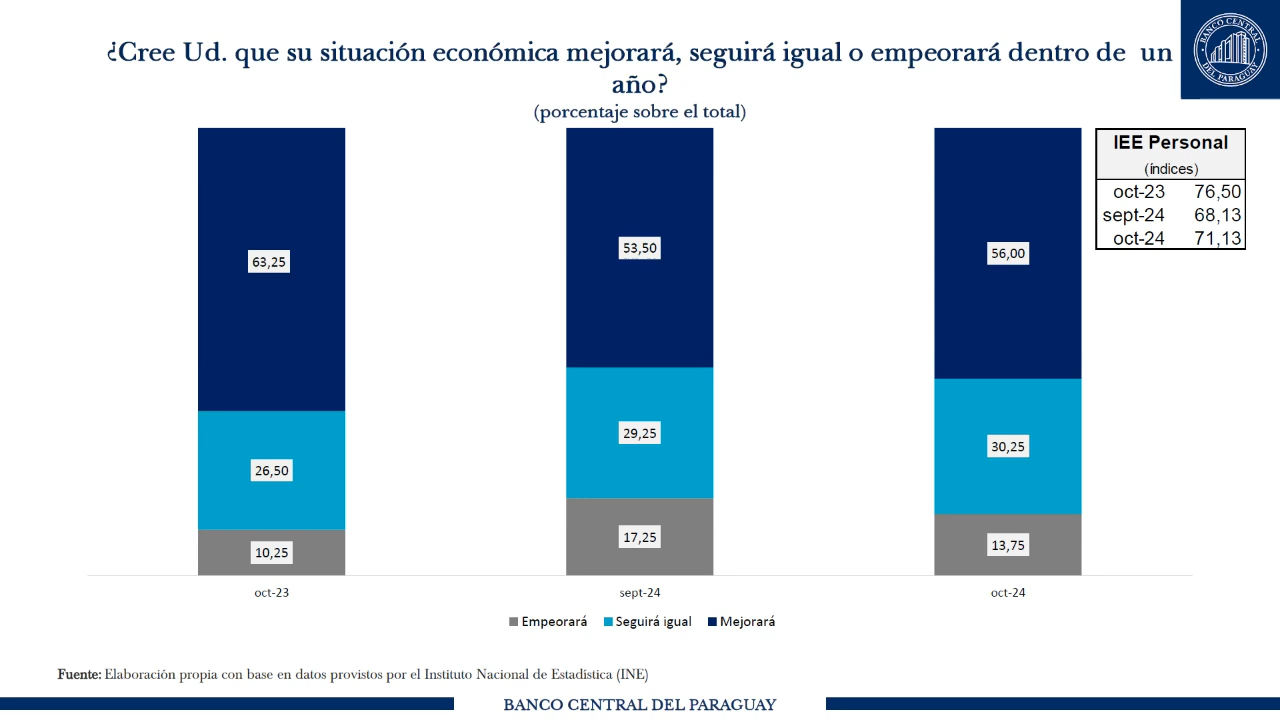 ¿Cree Ud. que su situación económica mejorará, seguirá igual o empeorará dentro de un
año?
(porcentaje sobre el total)
BANCO CENTRAL
DEL PARAGUAY
IEE Personal
(índices)
oct-23 76,50
sept-24 68,13
oct-24 71,13
63,25
53,50
56,00
26,50
29,25
30,25
10,25
17,25
13,75
oct-23
sept-24
oct-24
Empeorará Seguirá igual Mejorará
Fuente: Elaboración propia con base en datos provistos por el Instituto Nacional de Estadística (INE)
BANCO CENTRAL DEL PARAGUAY